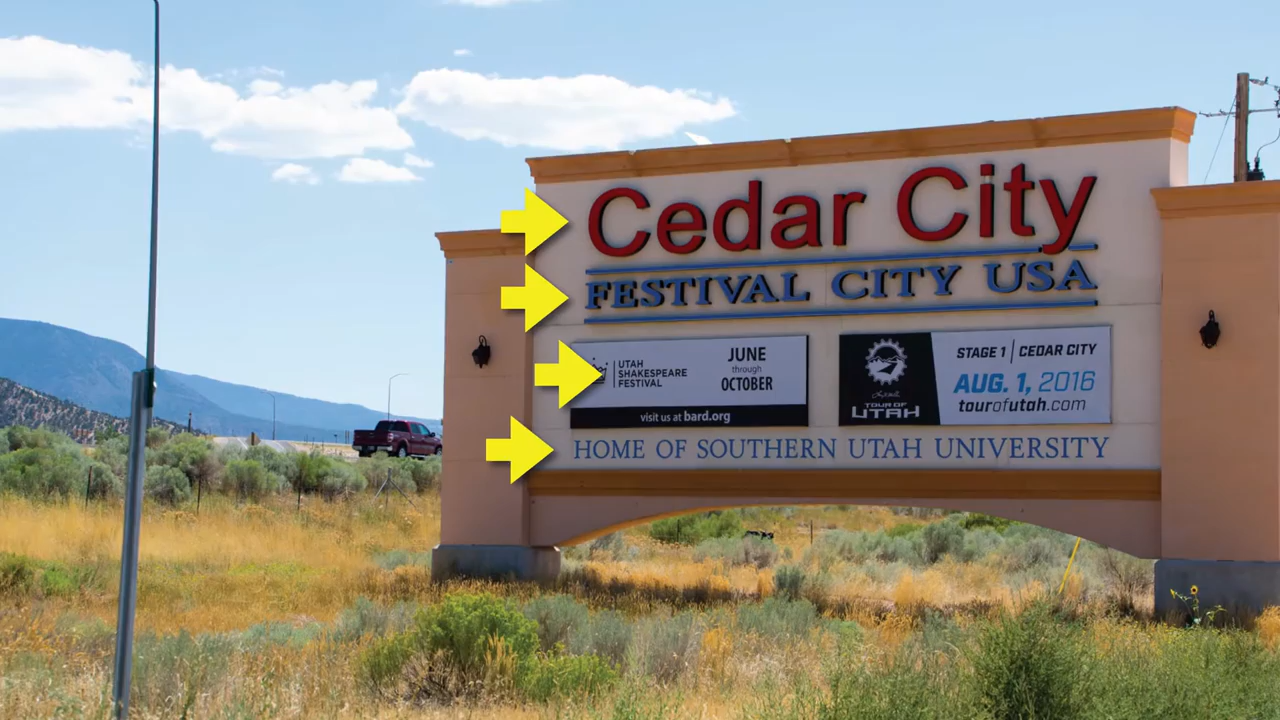 Cedar City
FESTIVAL CITY USA
UTAH
SHAKESPEARE
FESTIVAL
JUNE
through
OCTOBER
visit us at bard.org
TOUR OF
UTAH
STAGE 1 | CEDAR CITY
AUG. 1, 2016
tourofutah.com
HOME OF SOUTHERN UTAH UNIVERSITY